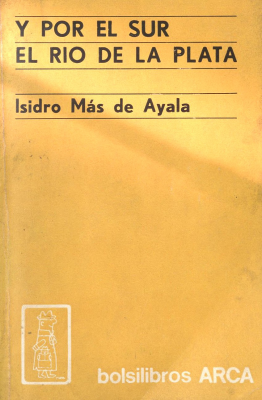 Y POR EL SUR
EL RIO DE LA PLATA
Isidro Más de Ayala
bolsilibros ARCA